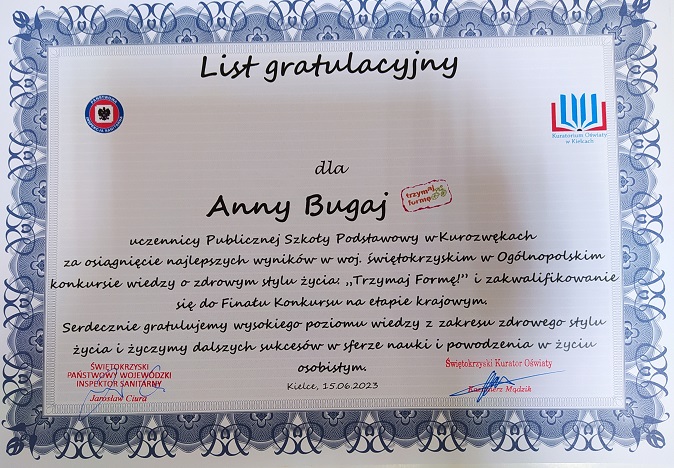 List gratulacyjny
PAŃSTWOWA
INSPEKCJA SANITARNA
Kuratorium Oświaty
w Kielcach
dla
Anny Bugaj
trzymaj
formę
uczennicy Publicznej Szkoły Podstawowy w Kurozwękach
za osiągnięcie najlepszych wyników w woj. świętokrzyskim w Ogólnopolskim
konkursie wiedzy o zdrowym stylu życia: „Trzymaj Formę!” i zakwalifikowanie
się do Finału Konkursu na etapie krajowym.
Serdecznie gratulujemy wysokiego poziomu wiedzy z zakresu zdrowego stylu
życia i życzymy dalszych sukcesów w sferze nauki i powodzenia w życiu
osobistym.
ŚWIĘTOKRZYSKI
PAŃSTWOWY WOJEWÓDZKI
INSPEKTOR SANITARNY
Jarosław Ciura
Kielce, 15.06.2023
Świętokrzyski Kurator Oświaty
Kazimierz Mądzik